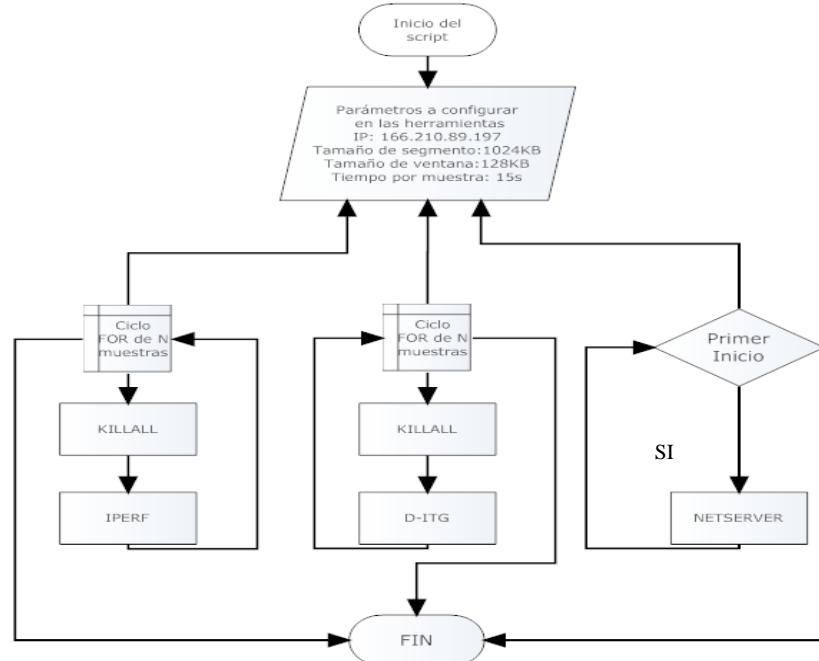 Inicio del
script
Parámetros a configurar
en las herramientas
IP: 166.210.89.197
Tamaño de segmento:1024KB
Tamaño de ventana:128KB
Tiempo por muestra: 15s
Ciclo
FOR de N
muestras
Ciclo
FOR de N
muestras
Primer
Inicio
KILLALL
KILLALL
SI
IPERF
D-ITG
NETSERVER
FIN